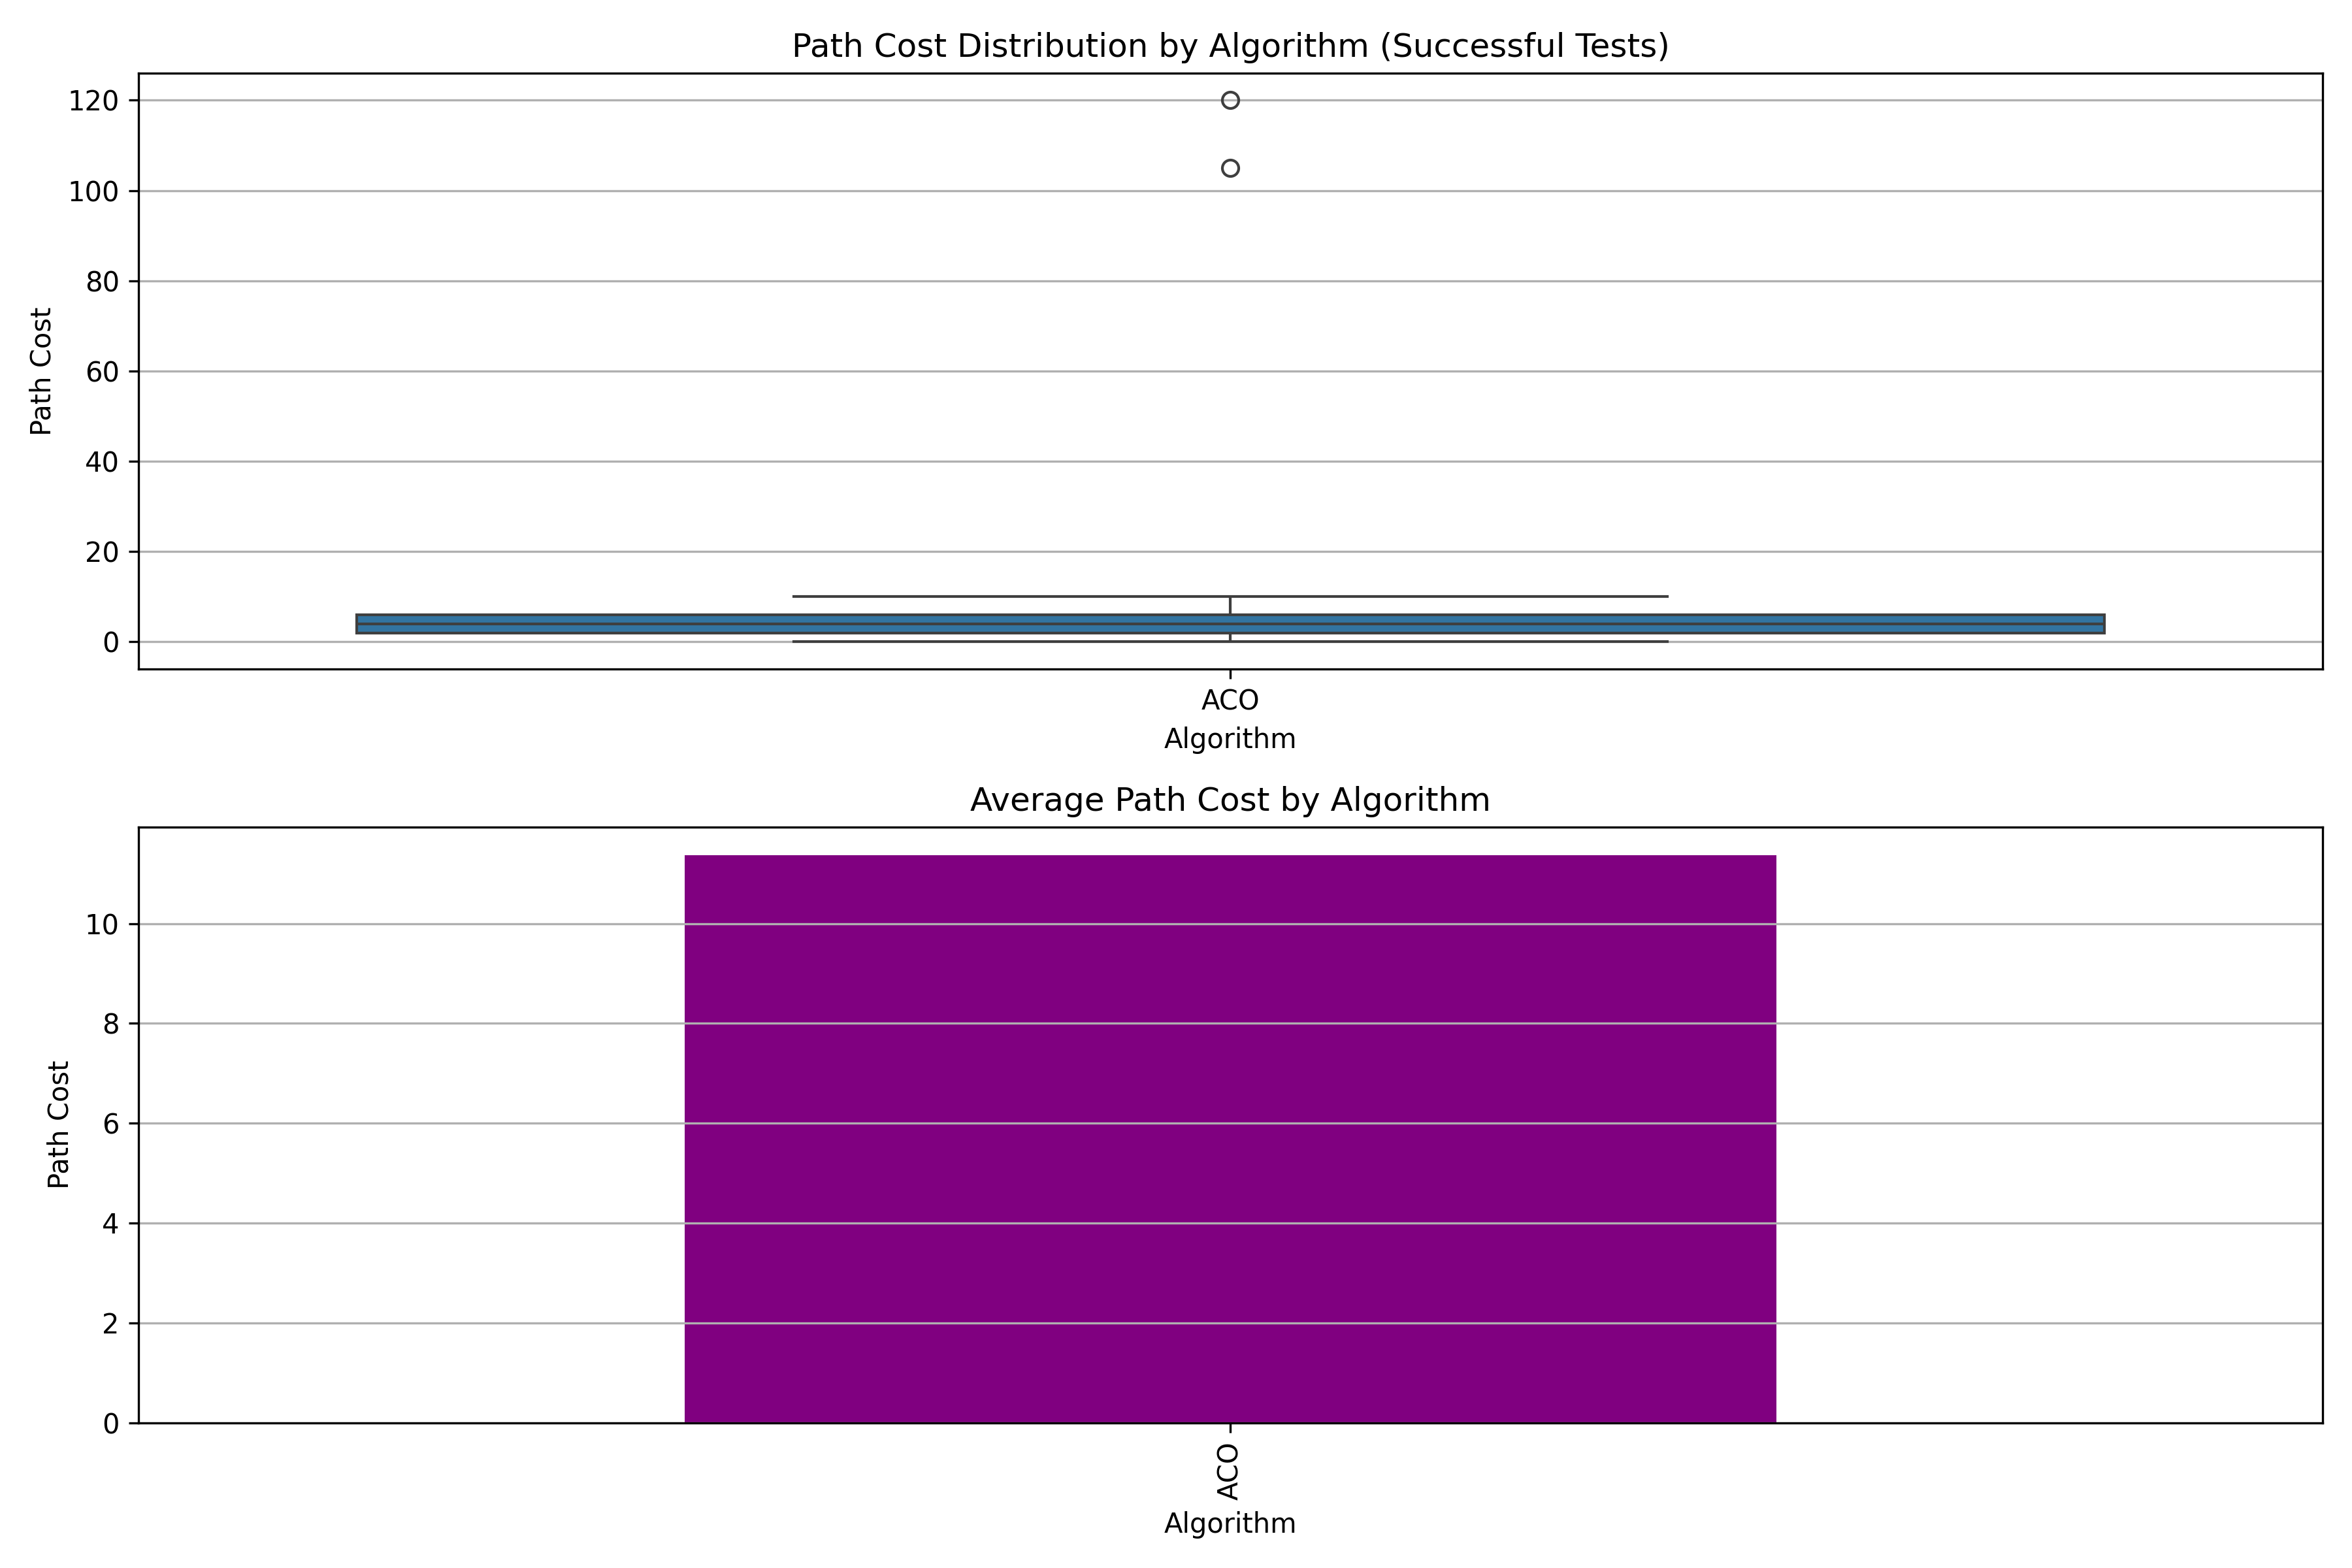 Path Cost Distribution by Algorithm (Successful Tests)
120
100
80
60
40
20
0
Path Cost
ACO
Algorithm
Average Path Cost by Algorithm
10
8
6
4
2
0
Path Cost
ACO
Algorithm